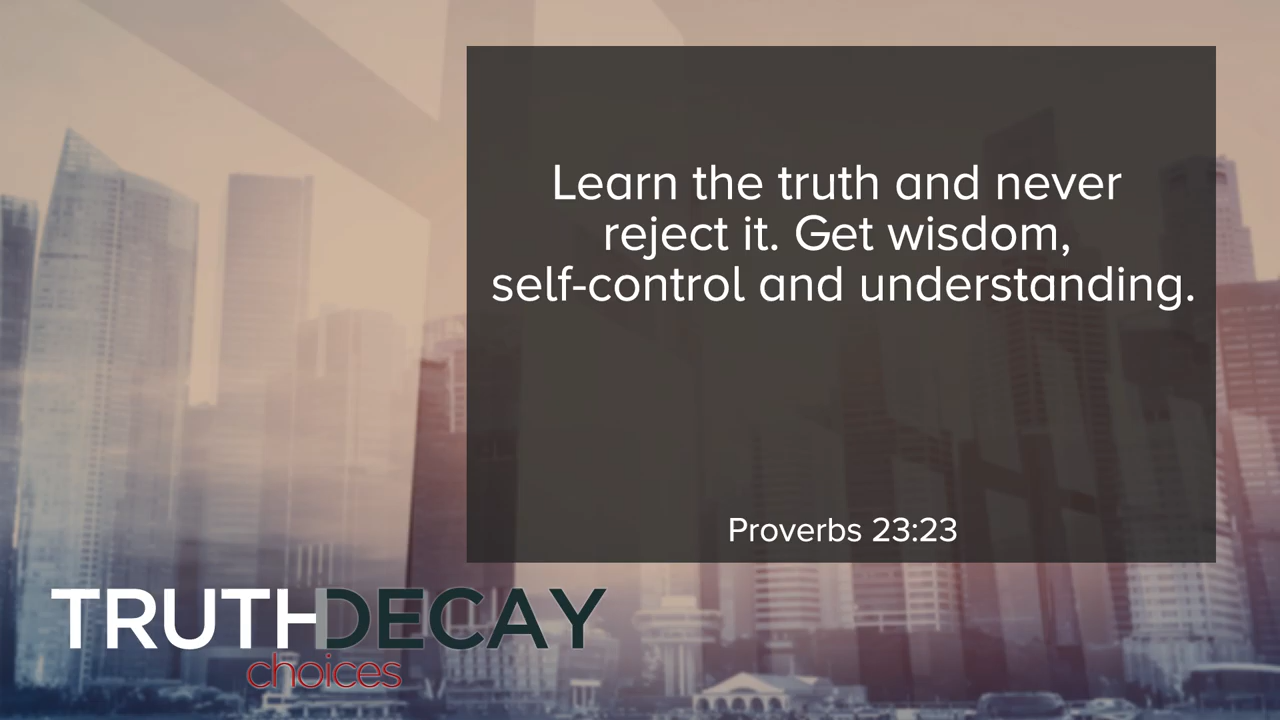 Learn the truth and never
reject it. Get wisdom,
self-control and understanding.
Proverbs 23:23
TRUTHDECAY
choices